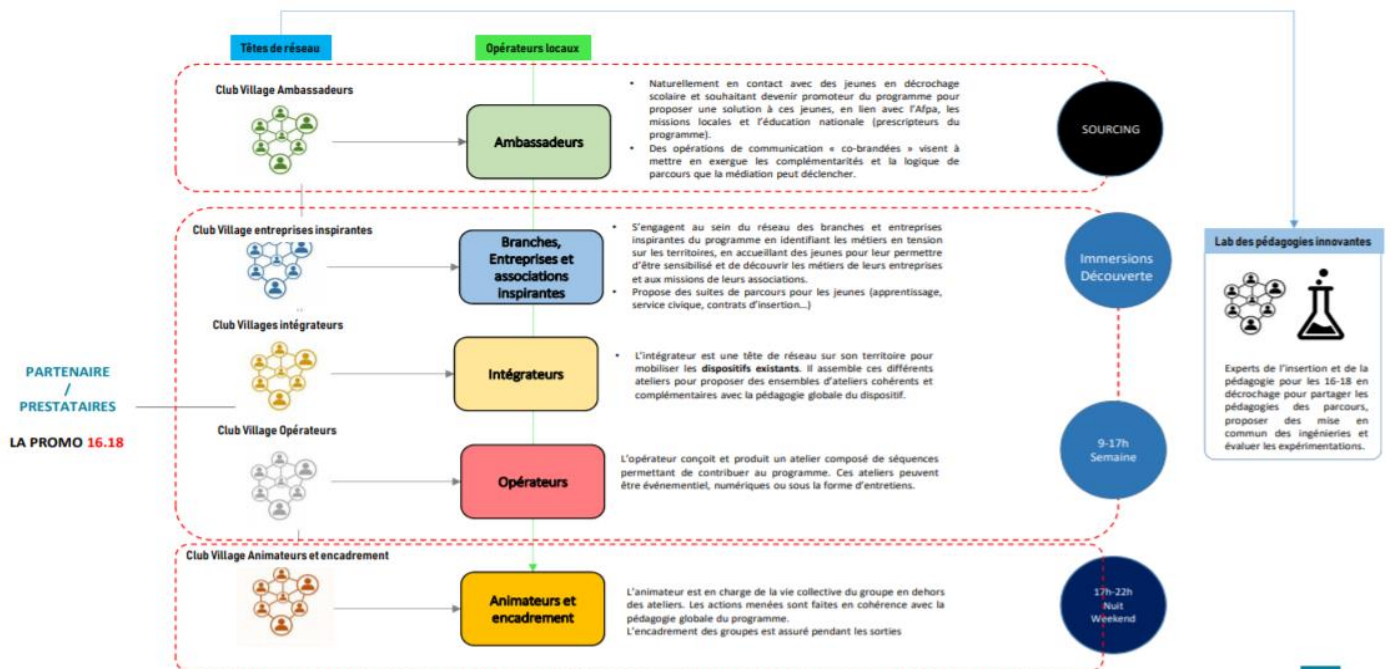 Têtes de réseau
Opérateurs locaux
Club Village Ambassadeurs
Ambassadeurs
• Naturellement en contact avec des jeunes en décrochage
scolaire et souhaitant devenir promoteur du programme pour
proposer une solution à ces jeunes, en lien avec l'Afpa, les
missions locales et l'éducation nationale (prescripteurs du
programme).
• Des opérations de communication « co-brandées » visent à
mettre en exergue les complémentarités et la logique de
parcours que la médiation peut déclencher.
SOURCING
Club Village entreprises inspirantes
Branches,
Entreprises et
associations
inspirantes
• S'engagent au sein du réseau des branches et entreprises
inspirantes du programme en identifiant les métiers en tension
sur les territoires, en accueillant des jeunes pour leur permettre
d'être sensibilisé et de découvrir les métiers de leurs entreprises
et aux missions de leurs associations.
• Propose des suites de parcours pour les jeunes (apprentissage,
service civique, contrats d'insertion...)
Immersions
Découverte
Club Villages intégrateurs
Intégrateurs
• L'intégrateur est une tête de réseau sur son territoire pour
mobiliser les dispositifs existants. Il assemble ces différents
ateliers pour proposer des ensembles d'ateliers cohérents et
complémentaires avec la pédagogie globale du dispositif.
PARTENAIRE
/
PRESTATAIRES
LA PROMO 16.18
Club Village Opérateurs
Opérateurs
L'opérateur conçoit et produit un atelier composé de séquences
permettant de contribuer au programme. Ces ateliers peuvent
être événementiel, numériques ou sous la forme d'entretiens.
9-17h
Semaine
Club Village Animateurs et encadrement
Animateurs et
encadrement
L'animateur est en charge de la vie collective du groupe en dehors
des ateliers. Les actions menées sont faites en cohérence avec la
pédagogie globale du programme.
L'encadrement des groupes est assuré pendant les sorties
17h-22h
Nuit
Weekend
Lab des pédagogies innovantes
Experts de l'insertion et de la
pédagogie pour les 16-18 en
décrochage pour partager les
pédagogies des parcours,
proposer des mise en
commun des ingénieries et
évaluer les expérimentations.